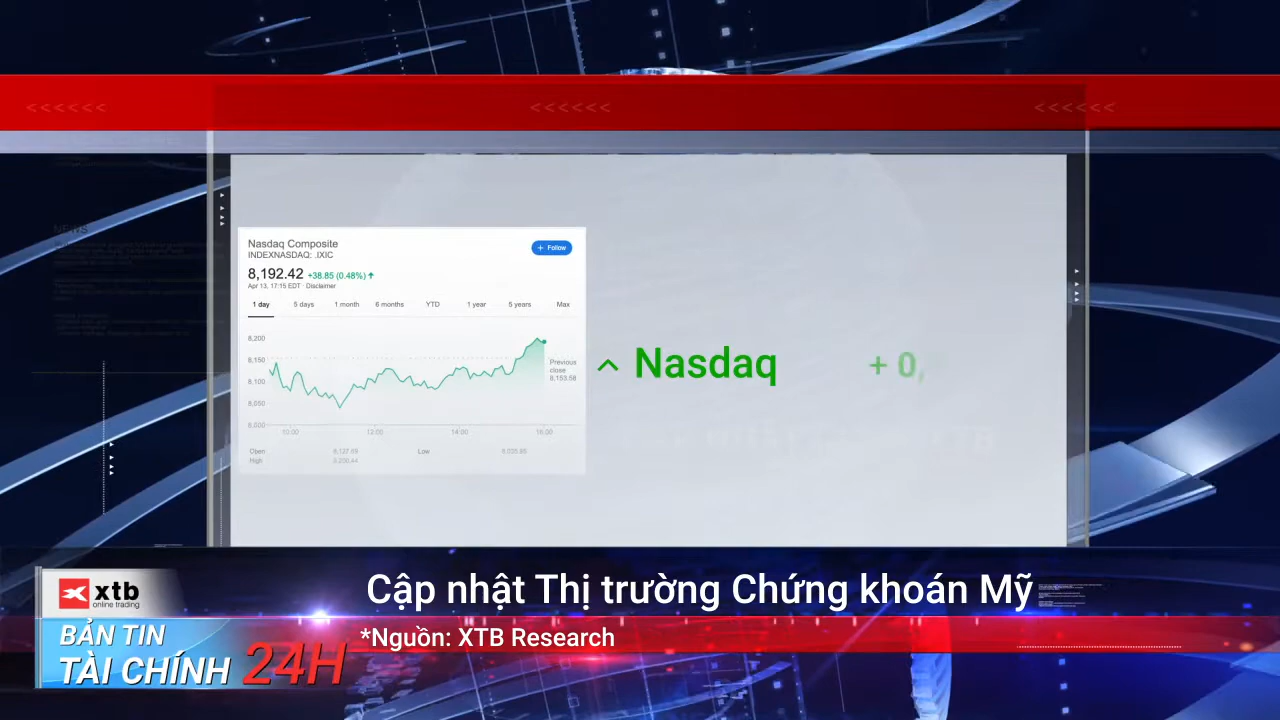 <<<<<<
<<<<<<
<<<<<<
NEWS
Nasdaq Composite
INDEXNASDAQ: .IXIC
+ Follow
8,192.42 +38.85 (0.48%)
Apr 13, 17:15 EDT · Disclaimer
1 day 5 days 1 month 6 months YTD 1 year 5 years Max
8,200
8,150
8,100
8,050
8,000
Previous
close
8,153.58
10:00 12:00 14:00 16:00
Open 8,137.69 Low
High 8,200.44
Nasdaq + 0,
Cập nhật Thị trường Chứng khoán Mỹ
*Nguồn: XTB Research
xtb
online trading
BẢN TIN
TÀI CHÍNH 24H